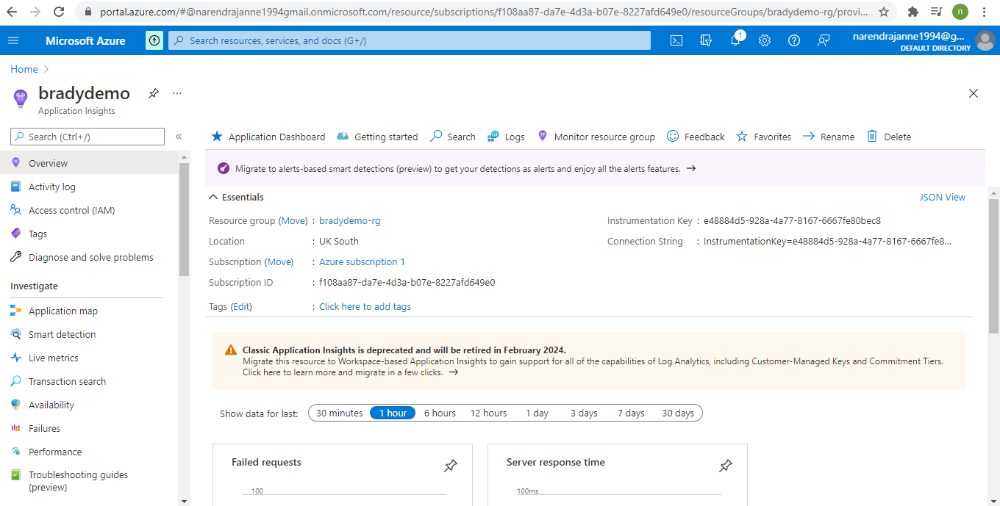 portal.azure.com/#@narendrajanne1994gmail.onmicrosoft.com/resource/subscriptions/f108aa87-da7e-4d3a-b07e-8227afd649e0/resourceGroups/bradydemo-rg/provi...
n
Microsoft Azure
Search resources, services, and docs (G+/)
1
narendrajanne1994@g...
DEFAULT DIRECTORY
Home
bradydemo
...
Application Insights
Search (Ctrl+/)
«
Application Dashboard
Getting started
Search
Logs
Monitor resource group
Feedback
Favorites
Rename
Delete
Overview
Activity log
Access control (IAM)
Tags
Diagnose and solve problems
Investigate
Application map
Smart detection
Live metrics
Transaction search
Availability
Failures
Performance
Troubleshooting guides
(preview)
Migrate to alerts-based smart detections (preview) to get your detections as alerts and enjoy all the alerts features. →
Essentials
JSON View
Resource group (Move) : bradydemo-rg
Location : UK South
Subscription (Move) : Azure subscription 1
Subscription ID : f108aa87-da7e-4d3a-b07e-8227afd649e0
Tags (Edit) : Click here to add tags
Instrumentation Key : e48884d5-928a-4a77-8167-6667fe80bec8
Connection String : InstrumentationKey=e48884d5-928a-4a77-8167-6667fe8...
Classic Application Insights is deprecated and will be retired in February 2024.
Migrate this resource to Workspace-based Application Insights to gain support for all of the capabilities of Log Analytics, including Customer-Managed Keys and Commitment Tiers.
Click here to learn more and migrate in a few clicks. →
Show data for last: 30 minutes 1 hour 6 hours 12 hours 1 day 3 days 7 days 30 days
Failed requests
100
Server response time
100ms